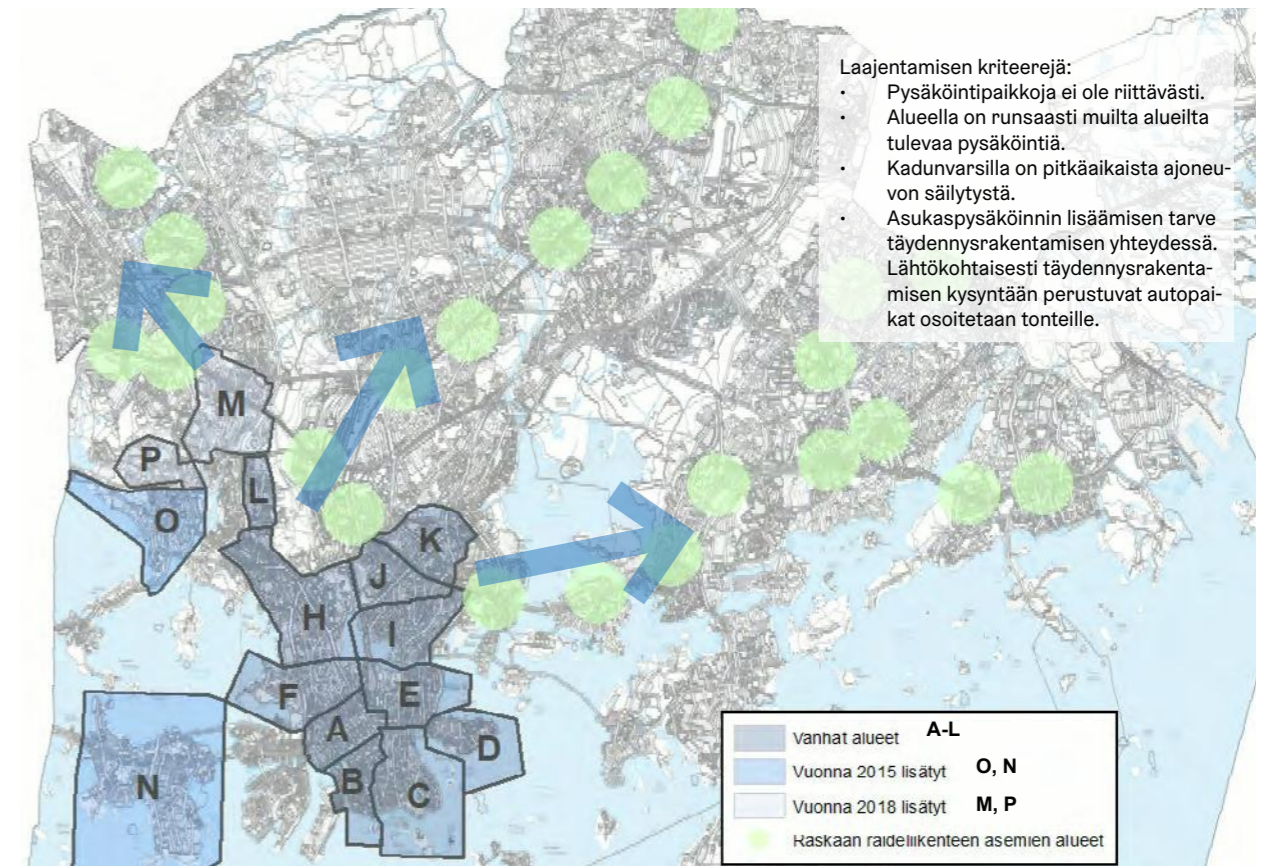 Laajentamisen kriteerejä:
• Pysäköintipaikkoja ei ole riittävästi.
• Alueella on runsaasti muilta alueilta
tulevaa pysäköintiä.
• Kadunvarsilla on pitkäaikaista ajoneu-
von säilytystä.
• Asukaspysäköinnin lisäämisen tarve
täydennysrakentamisen yhteydessä.
Lähtökohtaisesti täydennysrakenta-
misen kysyntään perustuvat autopai-
kat osoitetaan tonteille.
M
P
L
O
K
J
H
I
F
E
A
D
B
C
N
Vanhat alueet A-L
Vuonna 2015 lisätyt O, N
Vuonna 2018 lisätyt M, P
Raskaan raideliikenteen asemien alueet